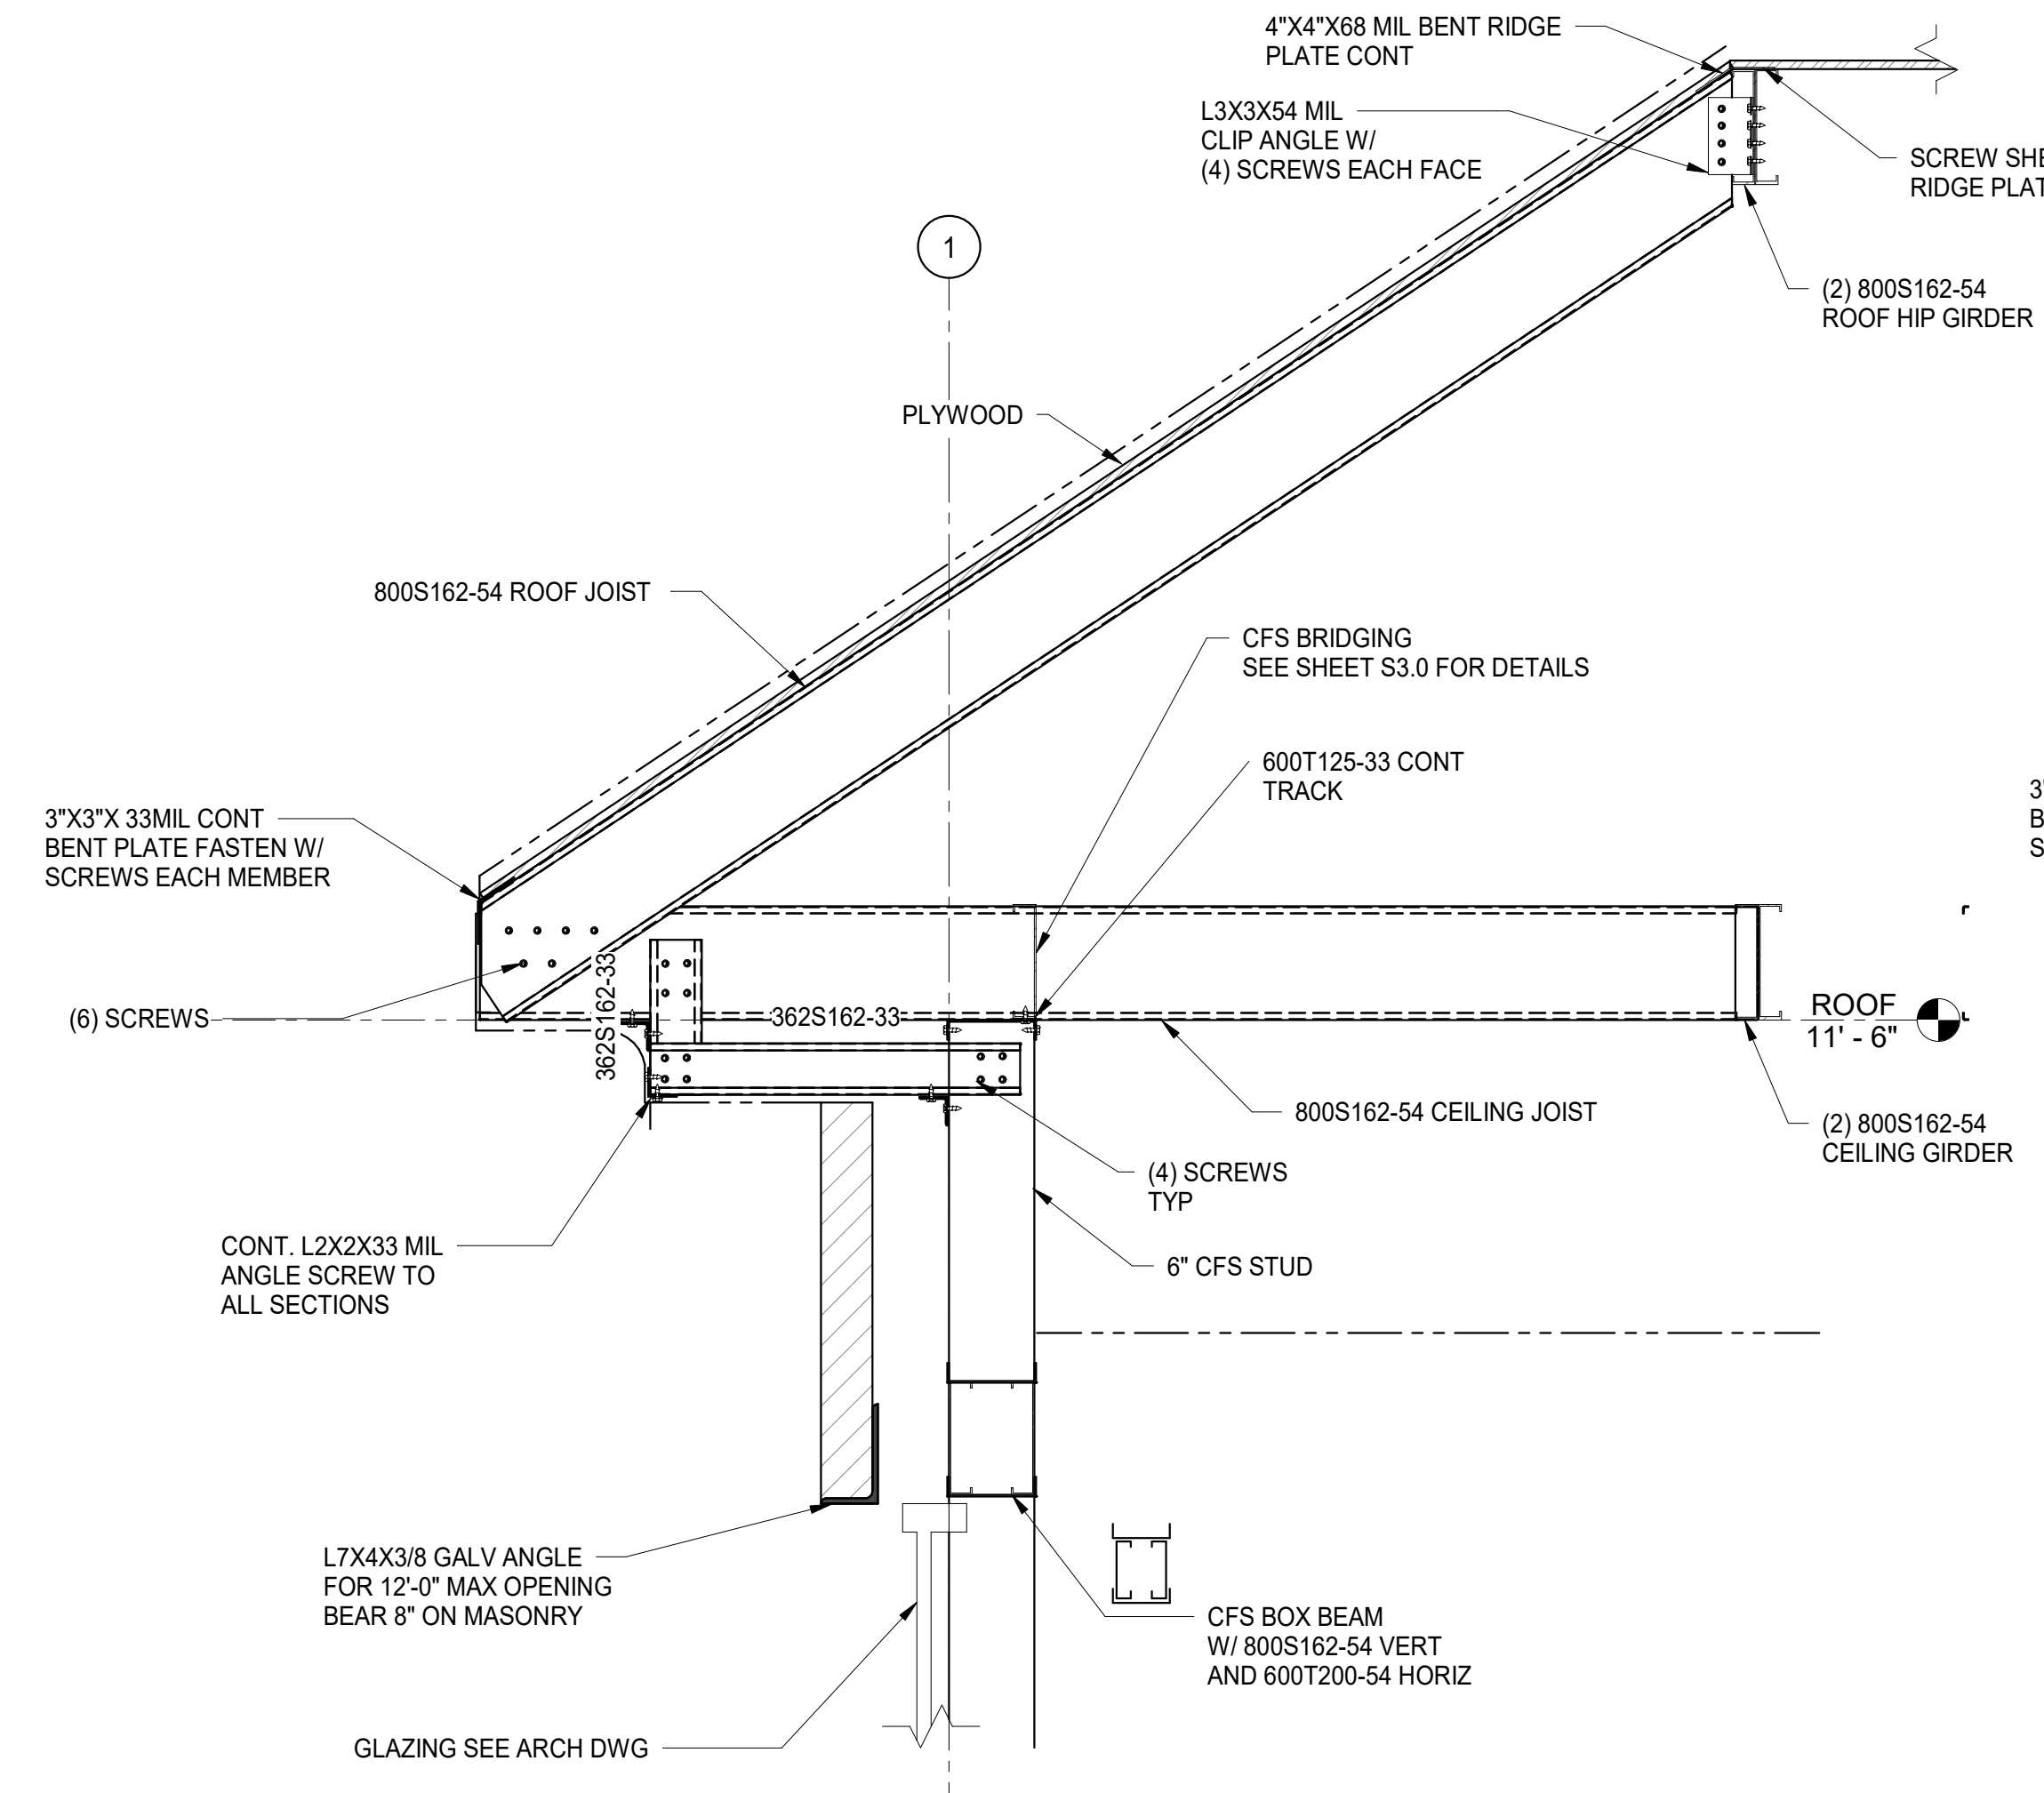 4"X4"X68 MIL BENT RIDGE
PLATE CONT
L3X3X54 MIL
CLIP ANGLE W/
(4) SCREWS EACH FACE
RIDGE
SCREW
1
(2) 800S162-54
ROOF HIP GIRDER
PLYWOOD
800S162-54 ROOF JOIST
CFS BRIDGING
SEE SHEET S3.0 FOR DETAILS
600T125-33 CONT
TRACK
3"X3"X 33MIL CONT
BENT PLATE FASTEN W/
SCREWS EACH MEMBER
(6) SCREWS
362S162-33
362S162-33
ROOF
11' - 6"
800S162-54 CEILING JOIST
(2) 800S162-54
CEILING GIRDER
(4) SCREWS
TYP
CONT. L2X2X33 MIL
ANGLE SCREW TO
ALL SECTIONS
6" CFS STUD
L7X4X3/8 GALV ANGLE
FOR 12'-0" MAX OPENING
BEAR 8" ON MASONRY
CFS BOX BEAM
W/ 800S162-54 VERT
AND 600T200-54 HORIZ
GLAZING SEE ARCH DWG